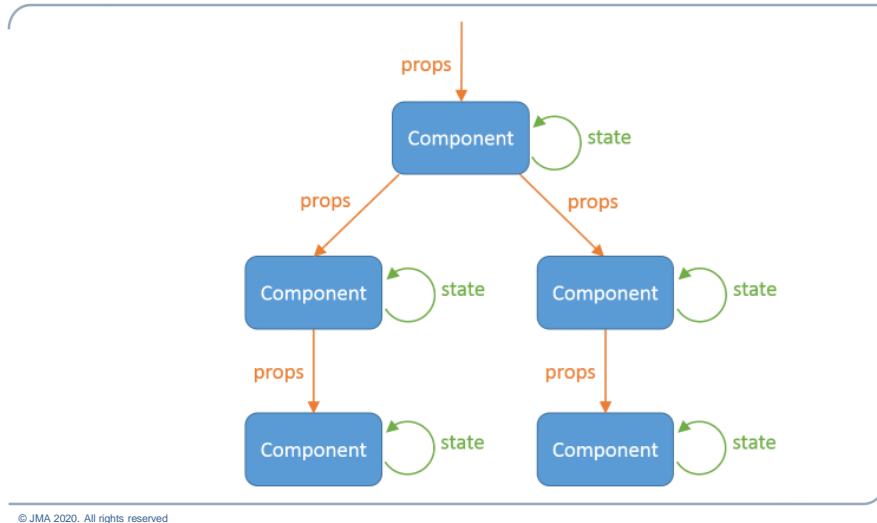 props
Component
state
props
props
Component
state
Component
state
props
props
Component
state
Component
state
© JMA 2020. All rights reserved